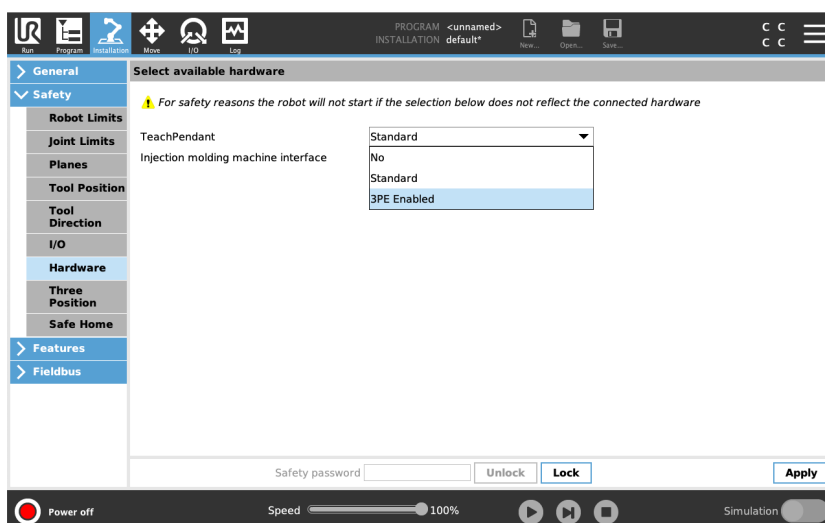 UR
PROGRAM <unnamed>
INSTALLATION default*
Run Program Installation Move I/O Log New... Open... Save...
C C
C C
General
Safety
Robot Limits
Joint Limits
Planes
Tool Position
Tool
Direction
I/O
Hardware
Three
Position
Safe Home
Features
Fieldbus
Select available hardware
For safety reasons the robot will not start if the selection below does not reflect the connected hardware
TeachPendant Standard
Injection molding machine interface
No
Standard
3PE Enabled
Safety password Unlock Lock Apply
Power off Speed 100% Simulation